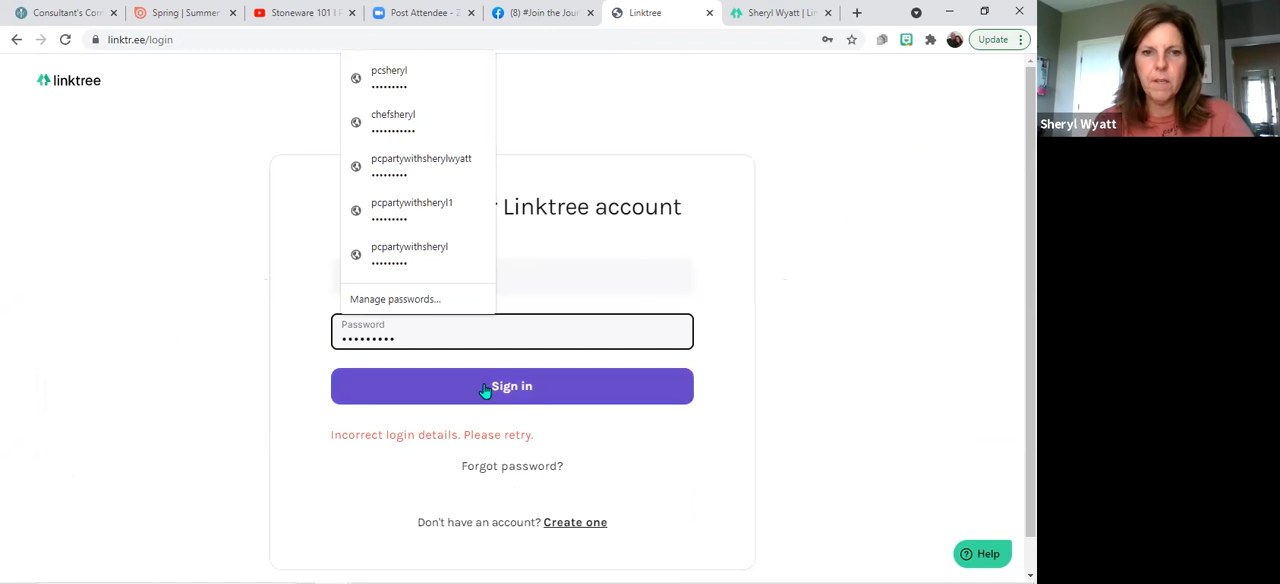 Consultant's Com
Spring | Summer
Stoneware 101 I
Post Attendee - Z
(8) #Join the Jou
Linktree
Sheryl Wyatt | Lin
linktr.ee/login
Update
linktree
pcsheryl
•••••••••
chefsheryl
•••••••••••
pcpartywithsherylwyatt
•••••••••
pcpartywithsheryl1
•••••••••
pcpartywithsheryl
•••••••••
Manage passwords...
Linktree account
Password
•••••••••
Sign in
Incorrect login details. Please retry.
Forgot password?
Don't have an account? Create one
Help
Sheryl Wyatt